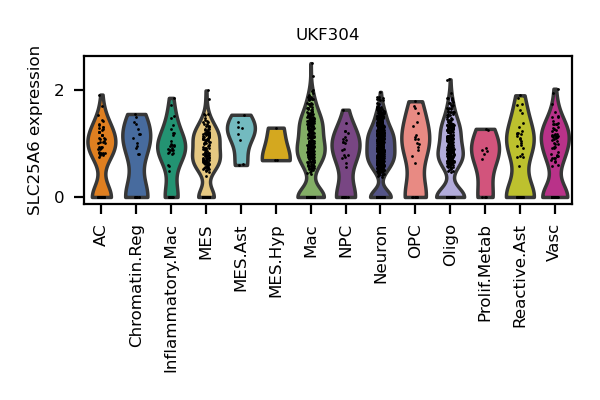 UKF304
SLC25A6 expression
2
0
AC
Chromatin.Reg
Inflammatory.Mac
MES
MES.Ast
MES.Hyp
Mac
NPC
Neuron
OPC
Oligo
Prolif.Metab
Reactive.Ast
Vasc